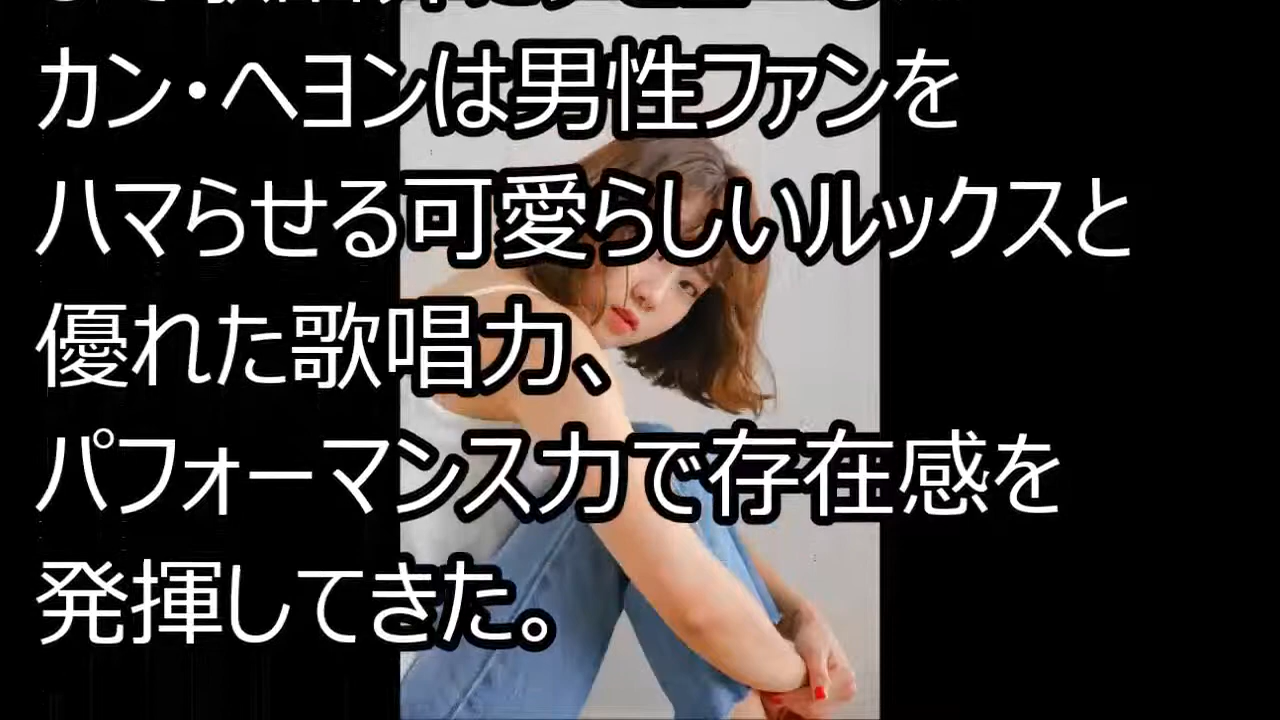 カン・ヘヨンは男性ファンを
ハマらせる可愛らしいルックスと
優れた歌唱力、
パフォーマンス力で存在感を
発揮してきた。